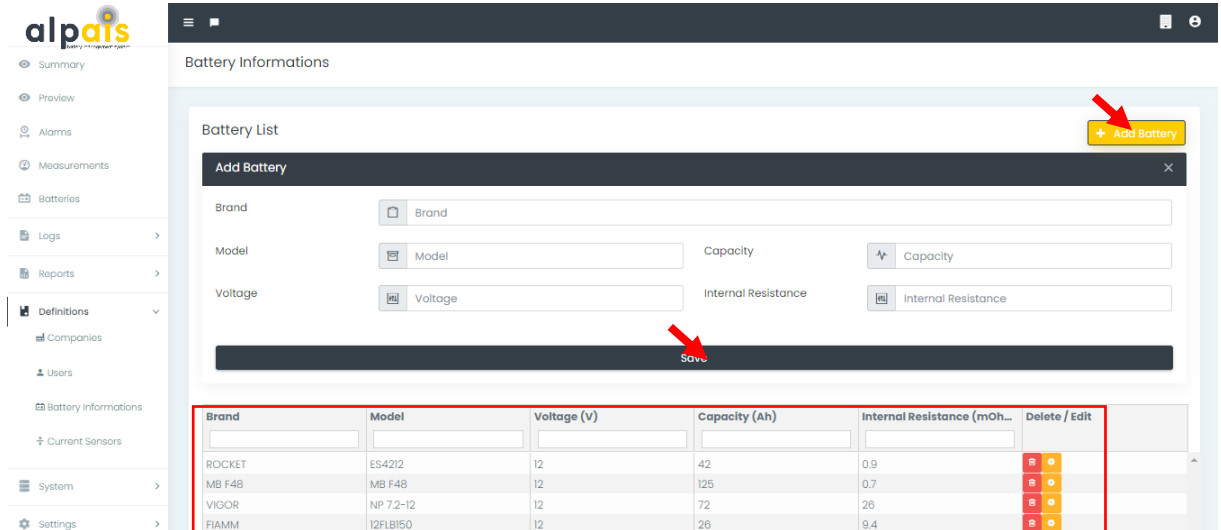 alpais
battery management system
Summary
Preview
Alarms
Measurements
Batteries
Logs
Reports
Definitions
Companies
Users
Battery Informations
Current Sensors
System
Settings
Battery Informations
Battery List
+ Add Battery
Add Battery
Brand
Brand
Model
Model
Capacity
Capacity
Voltage
Voltage
Internal Resistance
Internal Resistance
Save
Brand Model Voltage (V) Capacity (Ah) Internal Resistance (mOh... Delete / Edit
ROCKET ES4212 12 42 0.9
MB F48 MB F48 12 125 0.7
VIGOR NP 7.2-12 12 72 26
FIAMM 12FLB150 12 26 9.4